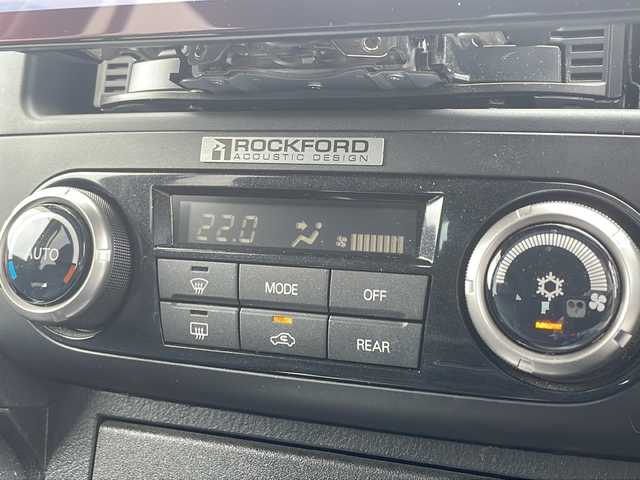 ROCKFORD
ACOUSTIC DESIGN
22.0
AUTO
MODE
OFF
REAR